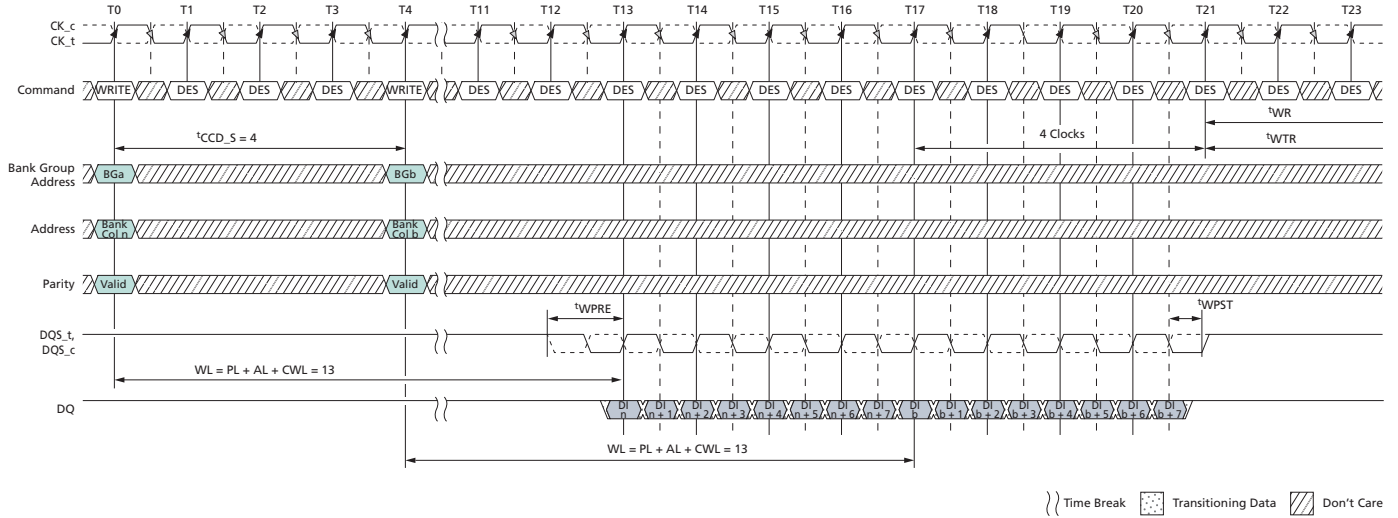 T0 T1 T2 T3 T4 T11 T12 T13 T14 T15 T16 T17 T18 T19 T20 T21 T22 T23
CK_c
CK_t
Command WRITE DES DES DES WRITE DES DES DES DES DES DES DES DES DES DES DES DES DES
tWR
tCCD_S = 4 4 Clocks tWTR
Bank Group
Address BGa BGb
Address Bank
Col n Bank
Col b
Parity Valid Valid
tWPRE tWPST
DQS_t,
DQS_c
WL = PL + AL + CWL = 13
DQ DI
n DI
n + 1 DI
n + 2 DI
n + 3 DI
n + 4 DI
n + 5 DI
n + 6 DI
n + 7 DI
b DI
b + 1 DI
b + 2 DI
b + 3 DI
b + 4 DI
b + 5 DI
b + 6 DI
b + 7
WL = PL + AL + CWL = 13
Time Break Transitioning Data Don't Care